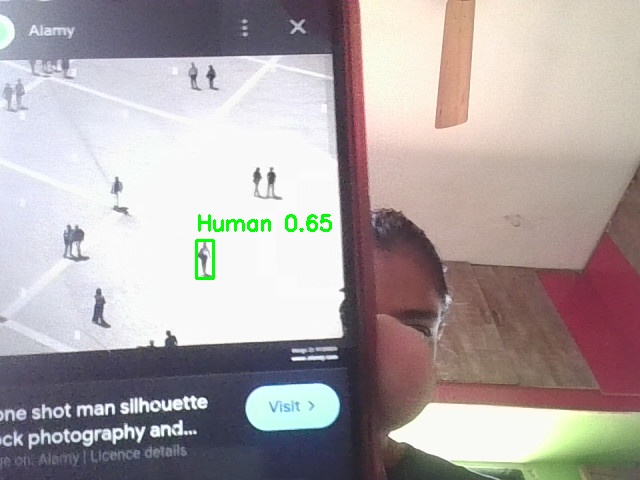 Alamy
Human 0.65
one shot man silhouette
ock photography and...
Visit >
ge on: Alamy | Licence details